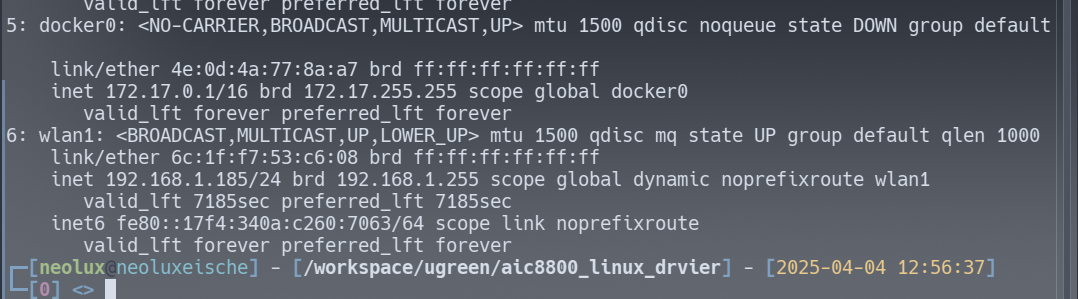 valid_lft forever preferred_lft forever
5: docker0: <NO-CARRIER,BROADCAST,MULTICAST,UP> mtu 1500 qdisc noqueue state DOWN group default
link/ether 4e:0d:4a:77:8a:a7 brd ff:ff:ff:ff:ff:ff
inet 172.17.0.1/16 brd 172.17.255.255 scope global docker0
valid_lft forever preferred_lft forever
6: wlan1: <BROADCAST,MULTICAST,UP,LOWER_UP> mtu 1500 qdisc mq state UP group default qlen 1000
link/ether 6c:1f:f7:53:c6:08 brd ff:ff:ff:ff:ff:ff
inet 192.168.1.185/24 brd 192.168.1.255 scope global dynamic noprefixroute wlan1
valid_lft 7185sec preferred_lft 7185sec
inet6 fe80::17f4:340a:c260:7063/64 scope link noprefixroute
valid_lft forever preferred_lft forever
[neolux@neoluxeische] - [/workspace/ugreen/aic8800_linux_drvier] - [2025-04-04 12:56:37]
[0] <>